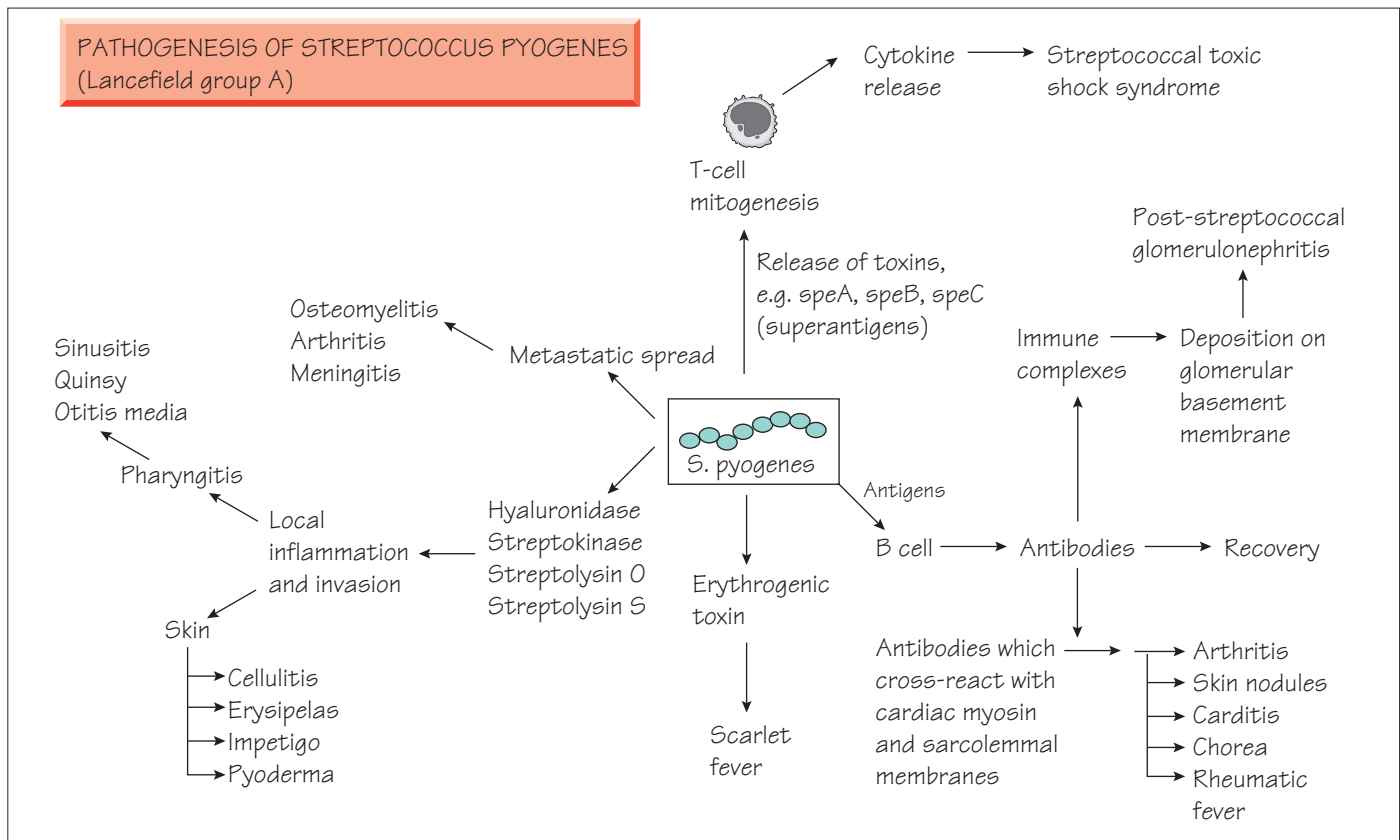 PATHOGENESIS OF STREPTOCOCCUS PYOGENES
(Lancefield group A)
Cytokine
release
Streptococcal toxic
shock syndrome
T-cell
mitogenesis
Release of toxins,
e.g. speA, speB, speC
(superantigens)
Post-streptococcal
glomerulonephritis
Immune
complexes
Deposition on
glomerular
basement
membrane
Osteomyelitis
Arthritis
Meningitis
Metastatic spread
Sinusitis
Quinsy
Otitis media
Pharyngitis
Local
inflammation
and invasion
Hyaluronidase
Streptokinase
Streptolysin O
Streptolysin S
S. pyogenes
Antigens
B cell
Antibodies
Recovery
Erythrogenic
toxin
Scarlet
fever
Skin
Cellulitis
Erysipelas
Impetigo
Pyoderma
Antibodies which
cross-react with
cardiac myosin
and sarcolemmal
membranes
Arthritis
Skin nodules
Carditis
Chorea
Rheumatic
fever